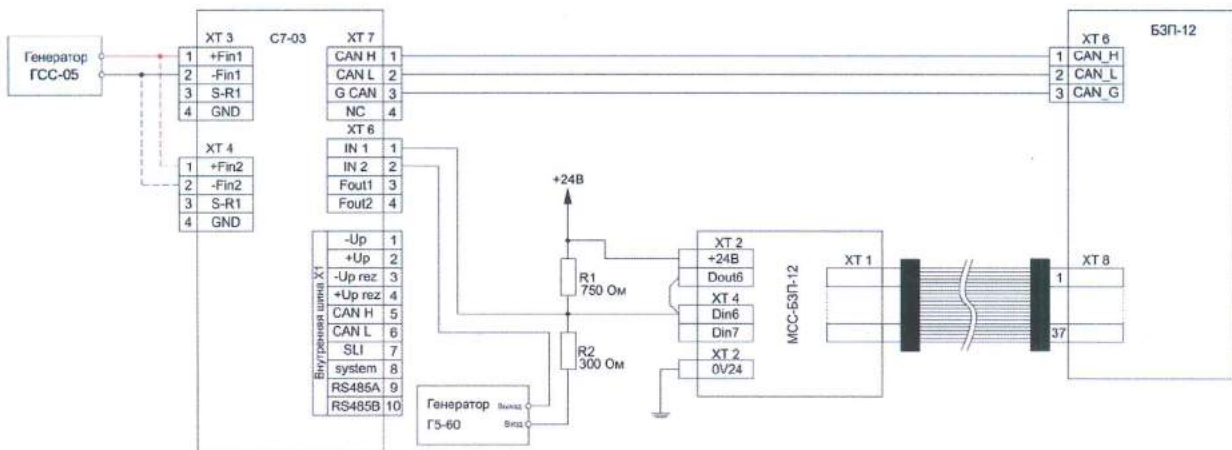 Генератор
ГСС-05
XT 3
С7-03
XT 7
1 +Fin1
2 -Fin1
3 S-R1
4 GND
CAN H 1
CAN L 2
G CAN 3
NC 4
XT 4
1 +Fin2
2 -Fin2
3 S-R1
4 GND
XT 6
IN 1 1
IN 2 2
Fout1 3
Fout2 4
Внутренняя шина X1
-Up 1
+Up 2
-Up rez 3
+Up rez 4
CAN H 5
CAN L 6
SLI 7
system 8
RS485A 9
RS485B 10
Генератор
Г5-60
Выход
Вход
+24В
R1
750 Ом
R2
300 Ом
XT 2
+24В
Dout6
XT 4
Din6
Din7
XT 2
0V24
МСС-БЗП-12
XT 1
БЗП-12
XT 6
1 CAN_H
2 CAN_L
3 CAN_G
XT 8
1
37